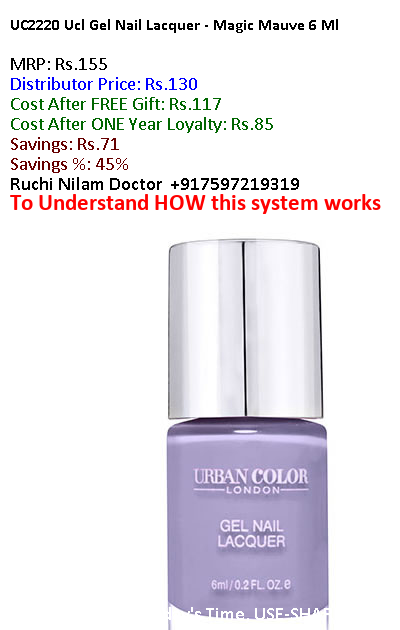 UC2220 Ucl Gel Nail Lacquer - Magic Mauve 6 Ml
MRP: Rs.155
Distributor Price: Rs.130
Cost After FREE Gift: Rs.117
Cost After ONE Year Loyalty: Rs.85
Savings: Rs.71
Savings %: 45%
Ruchi Nilam Doctor +917597219319
To Understand HOW this system works
URBAN COLOR
LONDON
GEL NAIL
LACQUER
6ml/0.2 FL. OZ. e
Time, USE-SHA